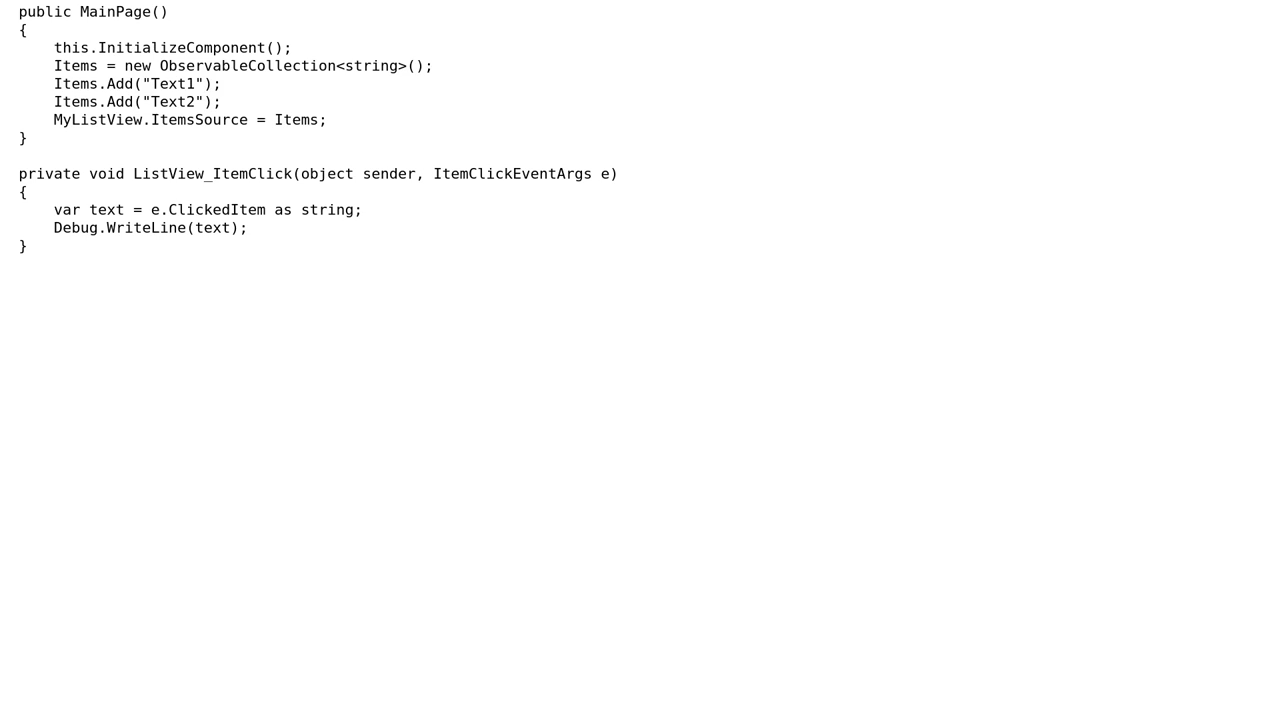 public MainPage()
{
    this.InitializeComponent();
    Items = new ObservableCollection<string>();
    Items.Add("Text1");
    Items.Add("Text2");
    MyListView.ItemsSource = Items;
}

private void ListView_ItemClick(object sender, ItemClickEventArgs e)
{
    var text = e.ClickedItem as string;
    Debug.WriteLine(text);
}